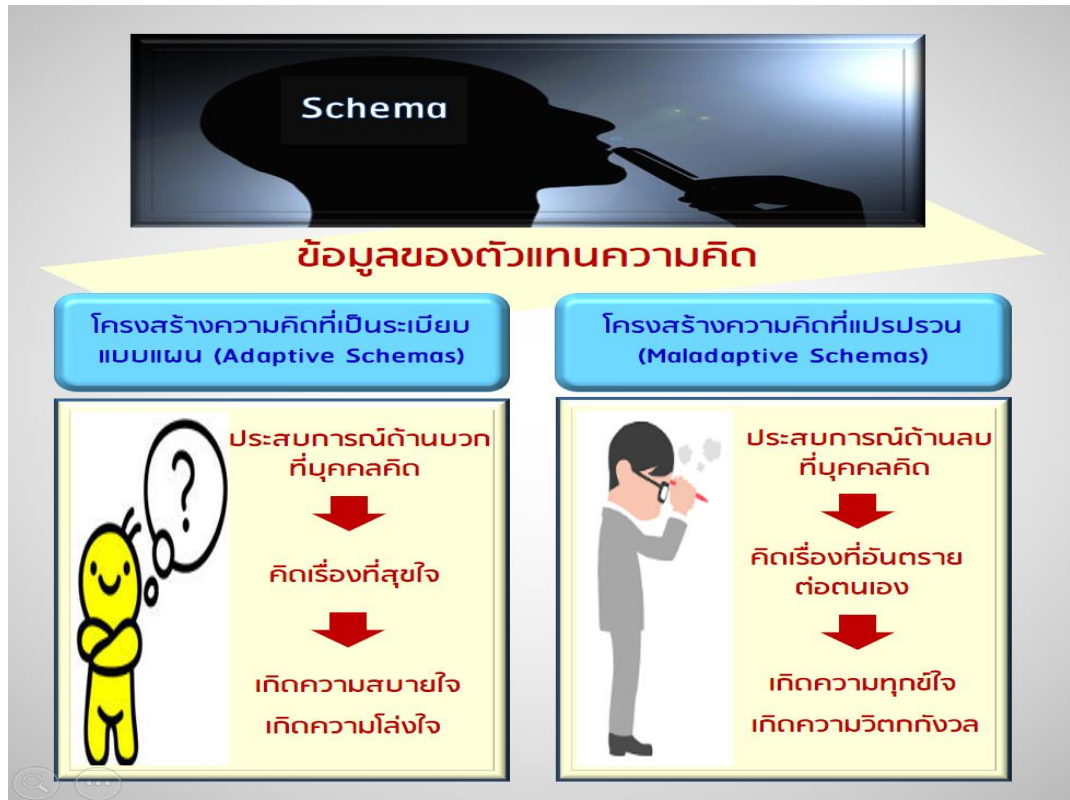 Schema
ข้อมูลของตัวแทนความคิด
โครงสร้างความคิดที่เป็นระเบียบ
แบบแผน (Adaptive Schemas)
ประสบการณ์ด้านบวก
ที่บุคคลคิด
คิดเรื่องที่สุขใจ
เกิดความสบายใจ
เกิดความโล่งใจ
โครงสร้างความคิดที่แปรปรวน
(Maladaptive Schemas)
ประสบการณ์ด้านลบ
ที่บุคคลคิด
คิดเรื่องที่อันตราย
ต่อตนเอง
เกิดความทุกข์ใจ
เกิดความวิตกกังวล